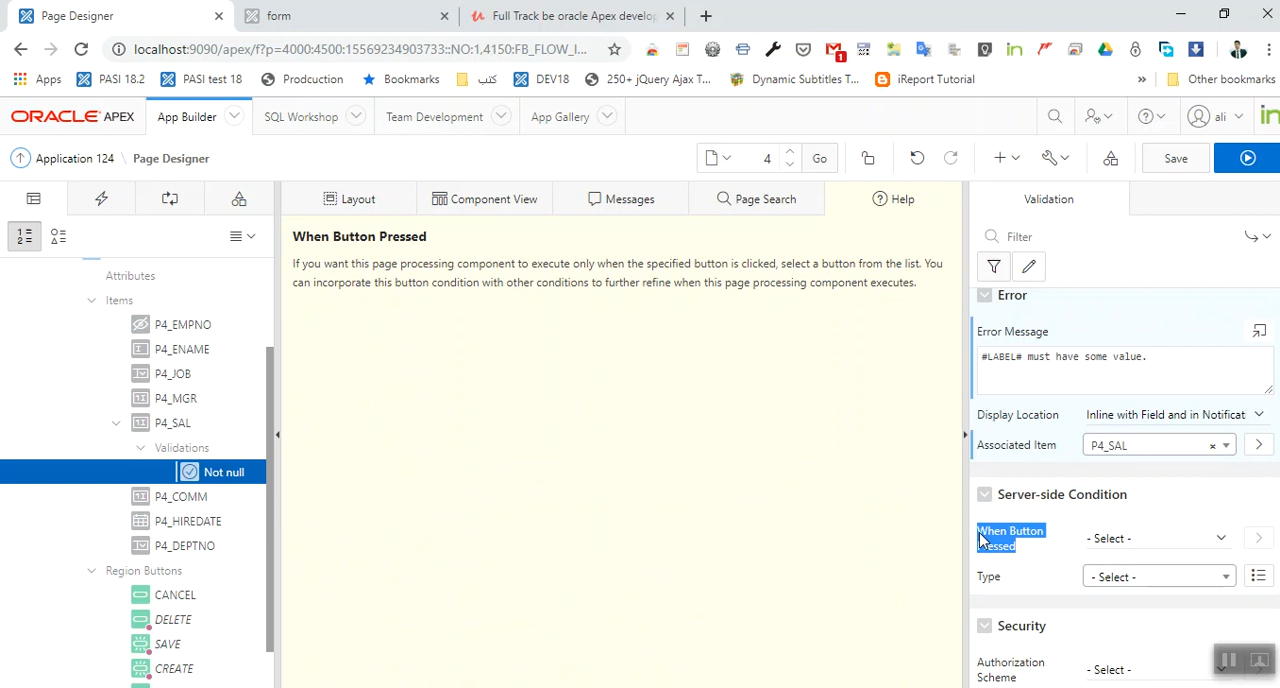 Page Designer
form
Full Track be oracle Apex develop
localhost:9090/apex/f?p=4000:4500:15569234903733::NO:1,4150:FB_FLOW_I...
1
Apps
PASI 18.2
PASI test 18
Prodcution
Bookmarks
كتب
DEV18
250+ jQuery Ajax T...
Dynamic Subtitles T...
iReport Tutorial
»
Other bookmarks
ORACLE APEX
App Builder
SQL Workshop
Team Development
App Gallery
ali
in
Application 124 \ Page Designer
4
Go
Save
Layout
Component View
Messages
Page Search
Help
Validation
When Button Pressed
If you want this page processing component to execute only when the specified button is clicked, select a button from the list. You
can incorporate this button condition with other conditions to further refine when this page processing component executes.
Attributes
Items
P4_EMPNO
P4_ENAME
P4_JOB
P4_MGR
P4_SAL
Validations
Not null
P4_COMM
P4_HIREDATE
P4_DEPTNO
Region Buttons
CANCEL
DELETE
SAVE
CREATE
Filter
Error
Error Message
#LABEL# must have some value.
Display Location
Inline with Field and in Notificat
Associated Item
P4_SAL
Server-side Condition
When Button
Pressed
- Select -
Type
- Select -
Security
Authorization
Scheme
- Select -